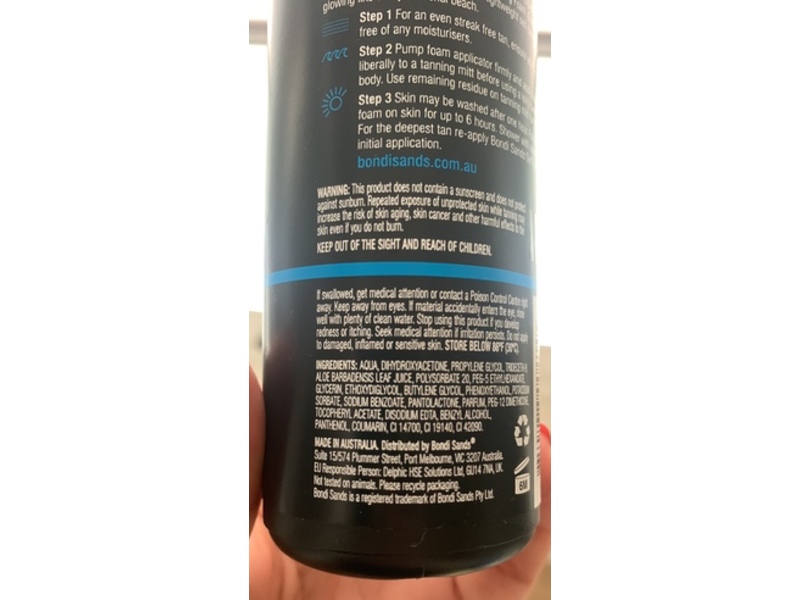 glowing
beach.
Step 1 For an even streak free tan,
free of any moisturisers.
Step 2 Pump foam applicator firmly and
liberally to a tanning mitt before using a
body. Use remaining residue on tanning
Step 3 Skin may be washed after one
foam on skin for up to 6 hours. Shower
For the deepest tan re-apply Bondi Sands
initial application.
bondisands.com.au
WARNING: This product does not contain a sunscreen and does not protect
against sunburn. Repeated exposure of unprotected skin while tanning may
increase the risk of skin aging, skin cancer and other harmful effects to the
skin even if you do not burn.
KEEP OUT OF THE SIGHT AND REACH OF CHILDREN.
If swallowed, get medical attention or contact a Poison Control Centre right
away. Keep away from eyes. If material accidentally enters the eye, rinse
well with plenty of clean water. Stop using this product if you develop
redness or itching. Seek medical attention if irritation persists. Do not apply
to damaged, inflamed or sensitive skin. STORE BELOW 86°F (30°C).
INGREDIENTS: AQUA, DIHYDROXYACETONE, PROPYLENE GLYCOL,
ALOE BARBADENSIS LEAF JUICE, POLYSORBATE 20, PEG-5 ETHYLHEXANOATE,
GLYCERIN, ETHOXYDIGLYCOL, BUTYLENE GLYCOL, PHENOXYETHANOL, POTASSIUM
SORBATE, SODIUM BENZOATE, PANTOLACTONE, PARFUM, PEG-12 DIMETHICONE,
TOCOPHERYL ACETATE, DISODIUM EDTA, BENZYL ALCOHOL,
PANTHENOL, COUMARIN, CI 14700, CI 19140, CI 42090.
MADE IN AUSTRALIA. Distributed by Bondi Sands®
Suite 15/574 Plummer Street, Port Melbourne, VIC 3207 Australia.
EU Responsible Person: Delphic HSE Solutions Ltd, GU14 7NA, UK.
Not tested on animals. Please recycle packaging.
Bondi Sands is a registered trademark of Bondi Sands Pty Ltd.
6M